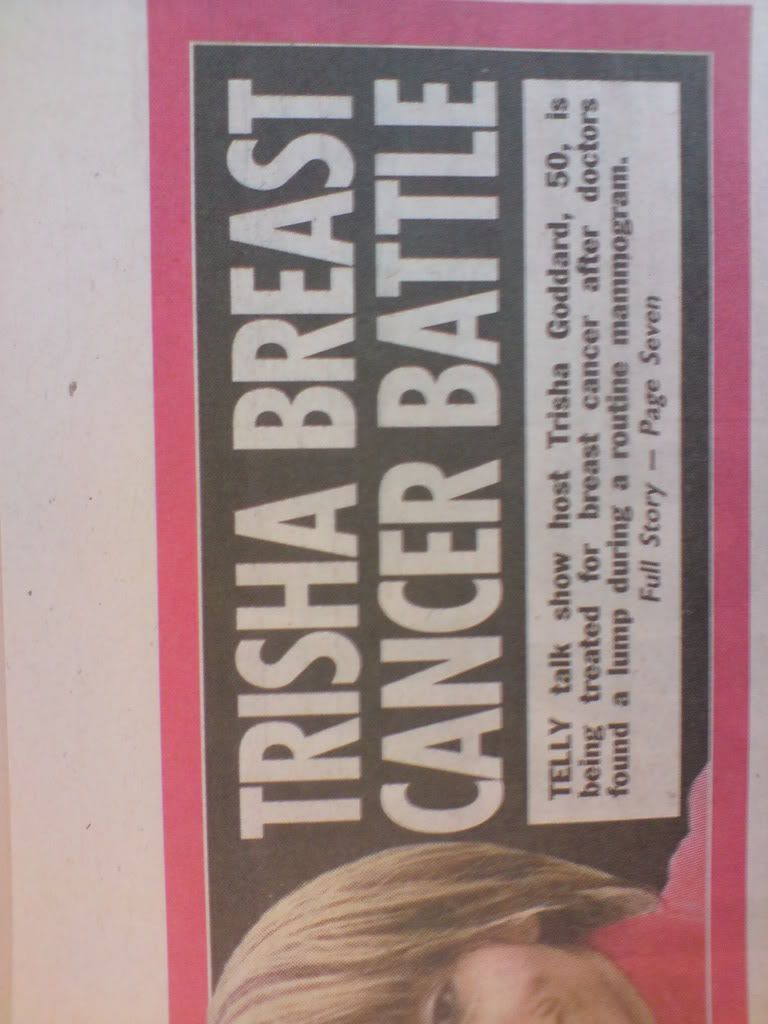 TRISHA BREAST
CANCER BATTLE
TELLY talk show host Trisha Goddard, 50, is
being treated for breast cancer after doctors
found a lump during a routine mammogram.
Full Story — Page Seven